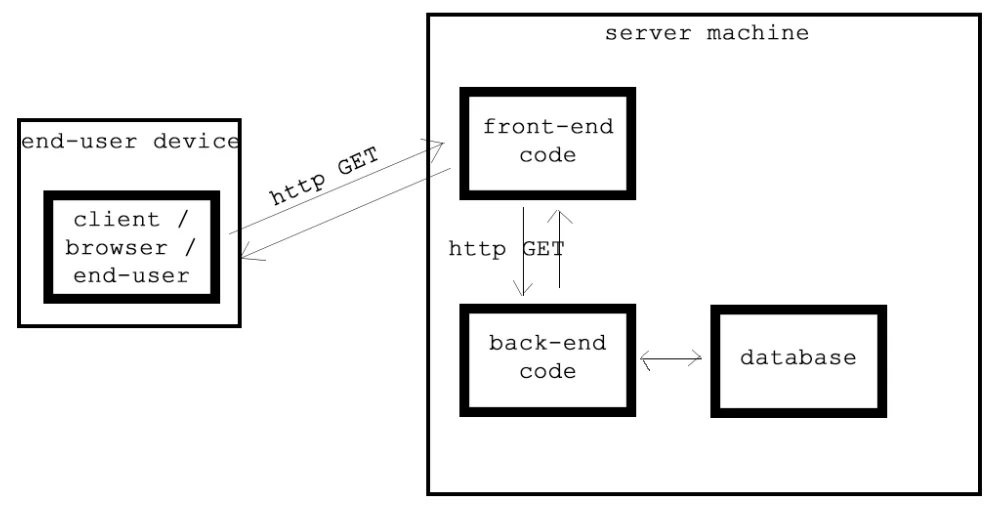 server machine
end-user device
client /
browser /
end-user
http GET
front-end
code
http GET
back-end
code
database